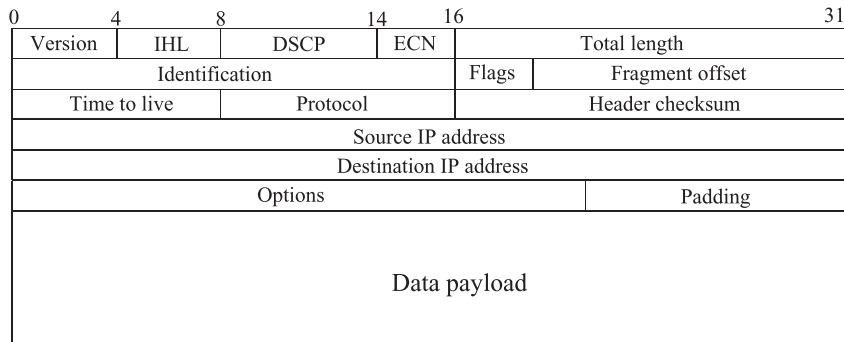 0 4 8 14 16 31
Version IHL DSCP ECN Total length
Identification Flags Fragment offset
Time to live Protocol Header checksum
Source IP address
Destination IP address
Options Padding
Data payload